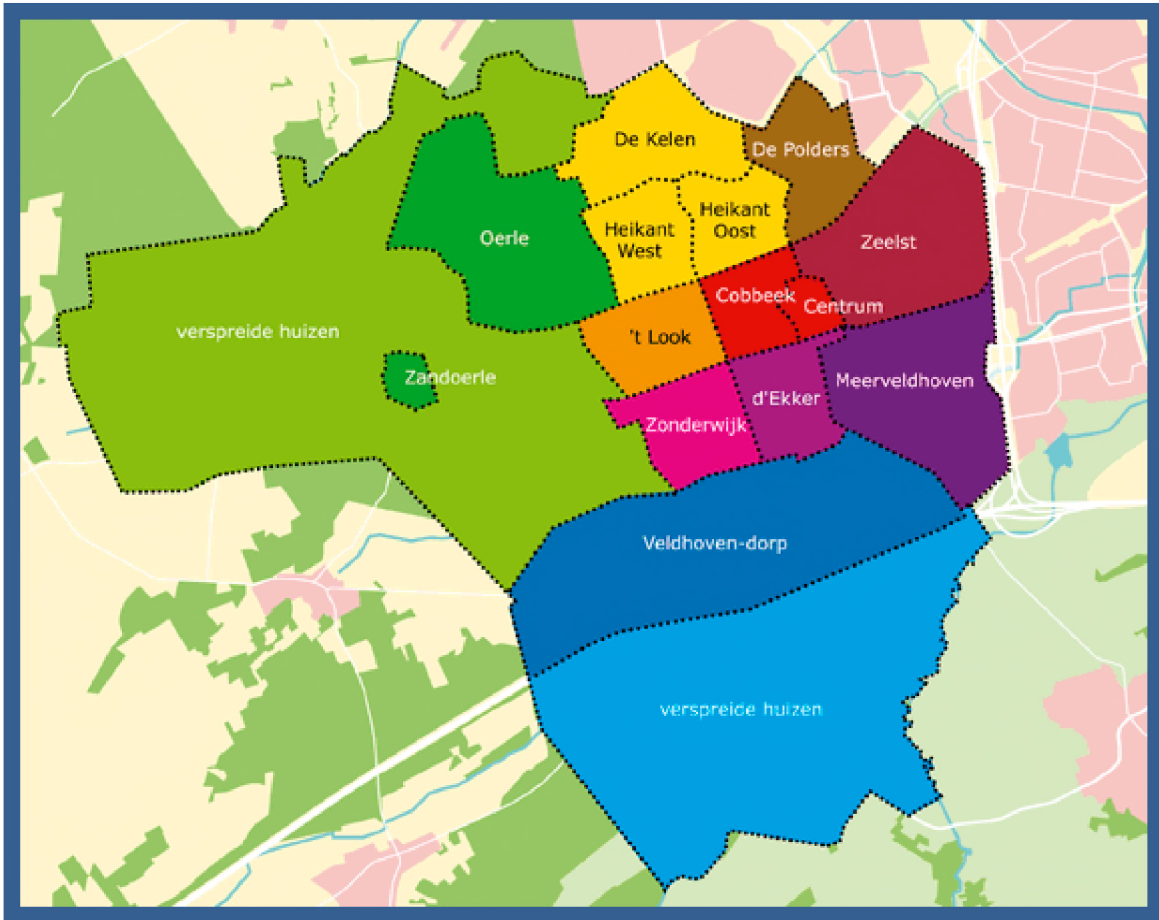 De Kelen
De Polders
Heikant
Oost
Heikant
West
Oerle
Zeelst
Cobbeek
Centrum
verspreide huizen
't Look
Zandoerle
Meerveldhoven
d'Ekker
Zonderwijk
Veldhoven-dorp
verspreide huizen